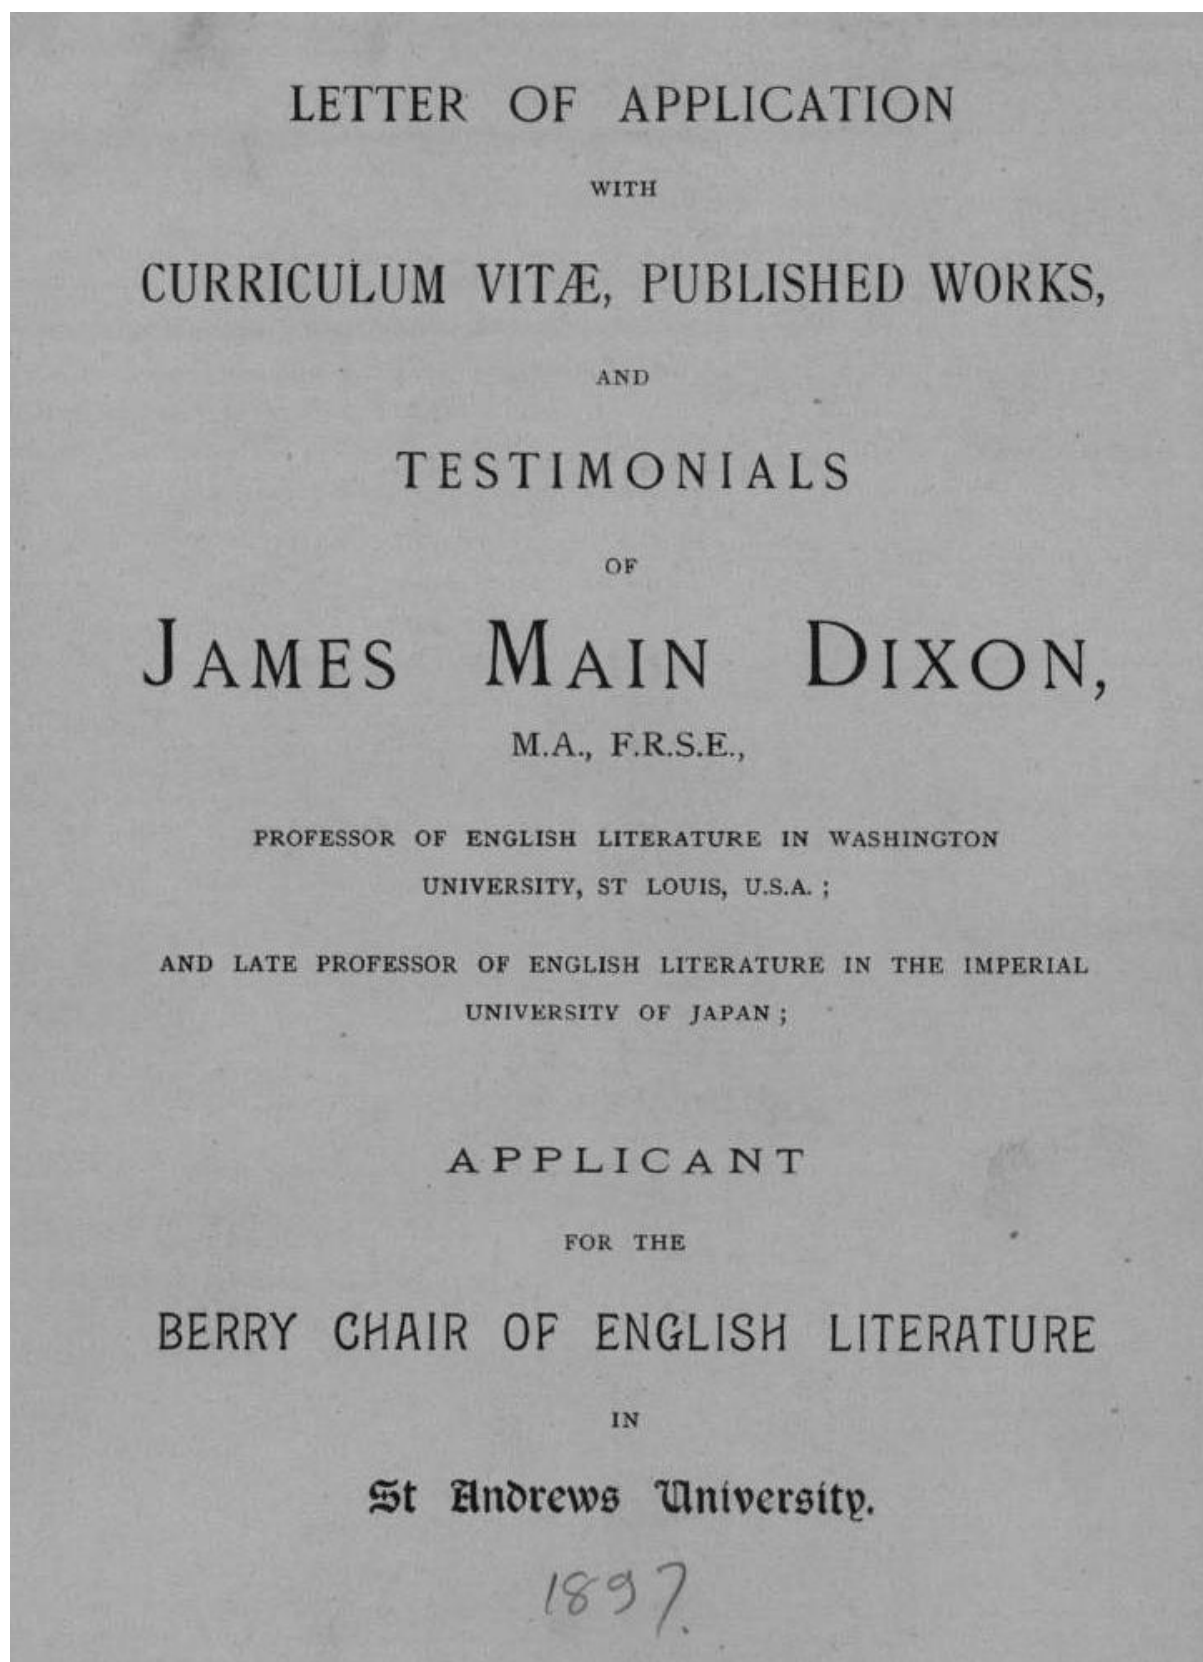 LETTER OF APPLICATION
WITH
CURRICULUM VITÆ, PUBLISHED WORKS,
AND
TESTIMONIALS
OF
JAMES MAIN DIXON,
M.A., F.R.S.E.,
PROFESSOR OF ENGLISH LITERATURE IN WASHINGTON
UNIVERSITY, ST LOUIS, U.S.A. ;
AND LATE PROFESSOR OF ENGLISH LITERATURE IN THE IMPERIAL
UNIVERSITY OF JAPAN ;
APPLICANT
FOR THE
BERRY CHAIR OF ENGLISH LITERATURE
IN
St Andrews University.
1897.